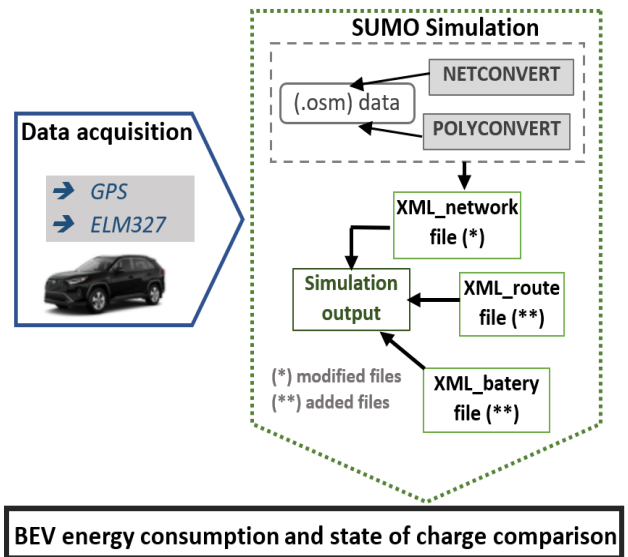 SUMO Simulation
NETCONVERT
(.osm) data
POLYCONVERT
Data acquisition
GPS
ELM327
XML_network
file (*)
Simulation
output
XML_route
file (**)
(*) modified files
(**) added files
XML_batery
file (**)
BEV energy consumption and state of charge comparison